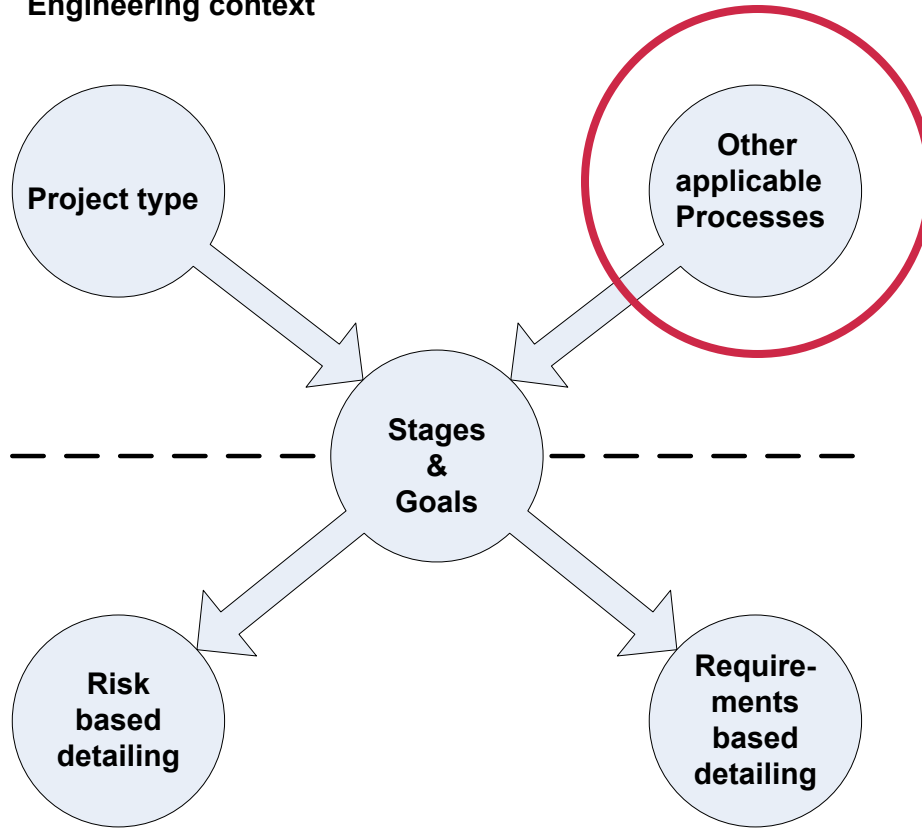 Engineering context
Project type
Other
applicable
Processes
Stages
&
Goals
Risk
based
detailing
Require-
ments
based
detailing